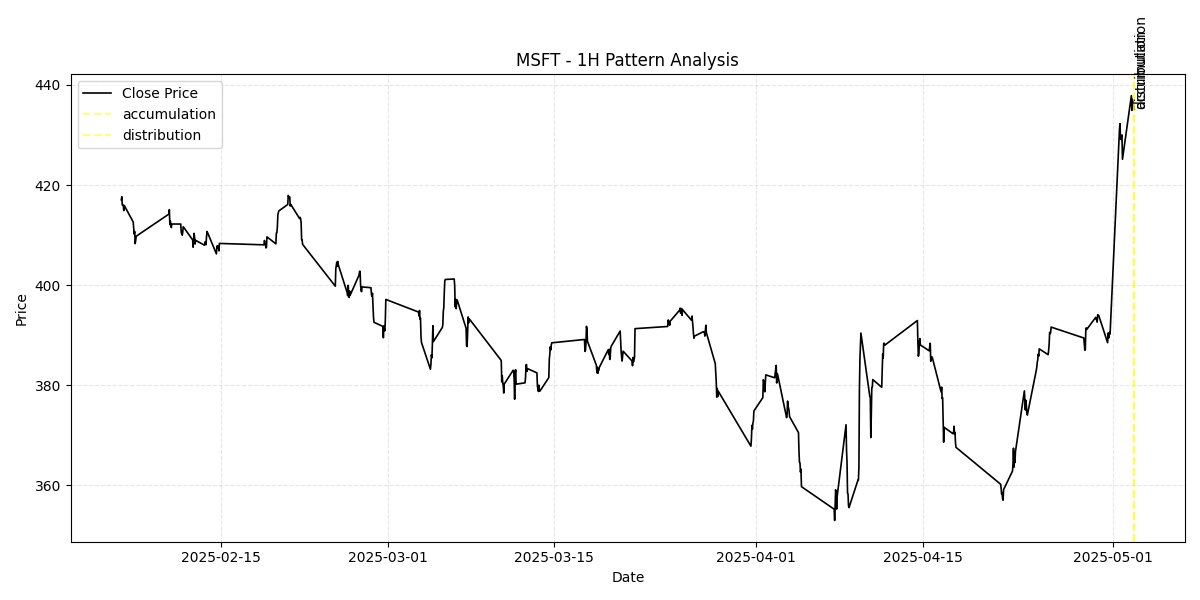 MSFT - 1H Pattern Analysis
Close Price
accumulation
distribution
Price
440
420
400
380
360
2025-02-15
2025-03-01
2025-03-15
2025-04-01
2025-04-15
2025-05-01
Date